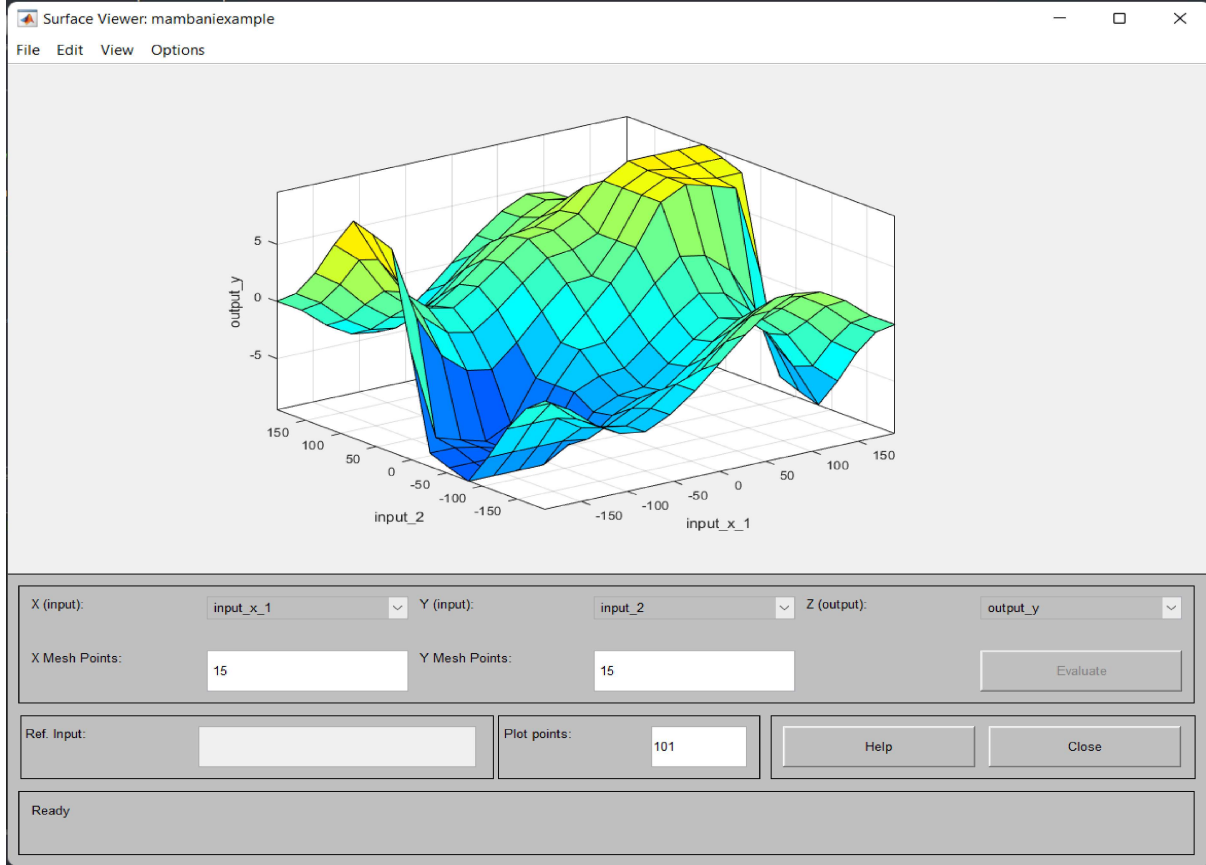 Surface Viewer: mambaniexample
File Edit View Options
5
0
-5
output_y
150
100
50
0
-50
-100
-150
input_2
-150
-100
-50
0
50
100
150
input_x_1
X (input): input_x_1 Y (input): input_2 Z (output): output_y
X Mesh Points: 15 Y Mesh Points: 15 Evaluate
Ref. Input: Plot points: 101 Help Close
Ready